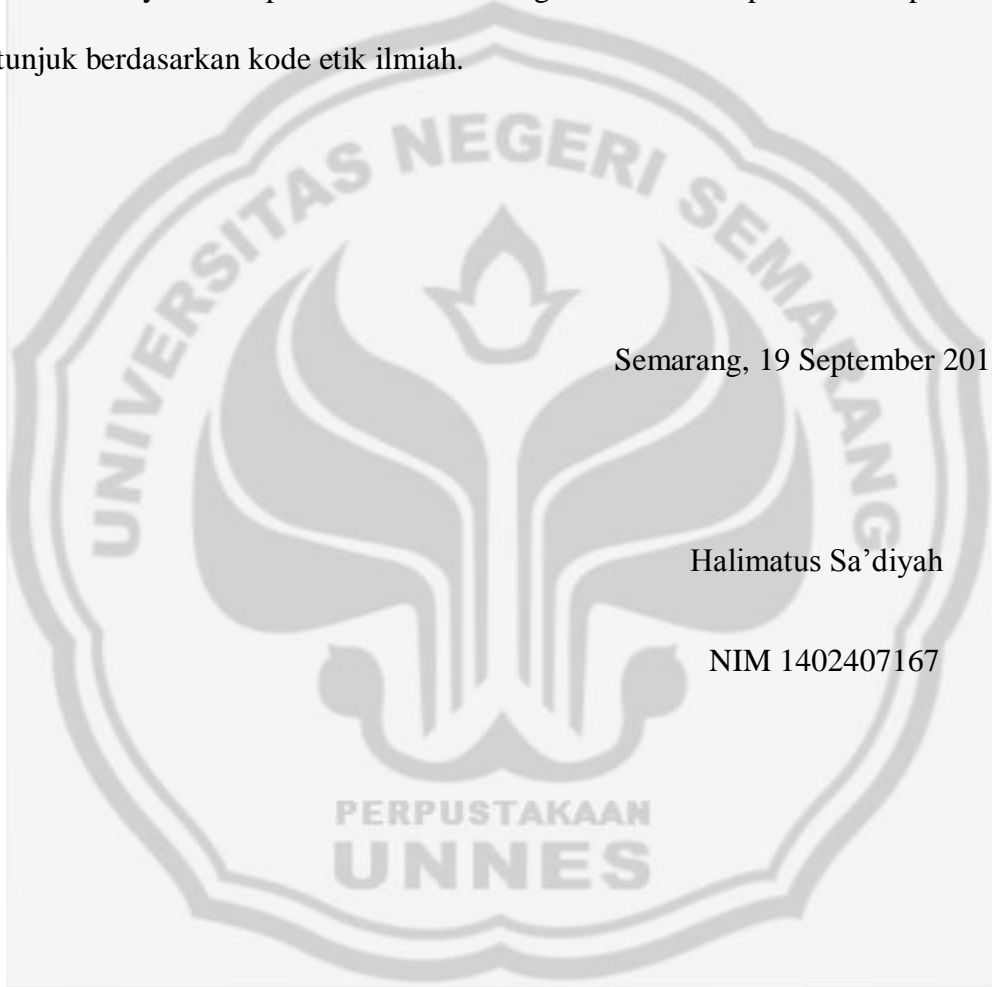 tunjuk berdasarkan kode etik ilmiah.
UNIVERSITAS NEGERI SEMARANG
Semarang, 19 September 201
Halimatus Sa’diyah
NIM 1402407167
PERPUSTAKAAN
UNNES